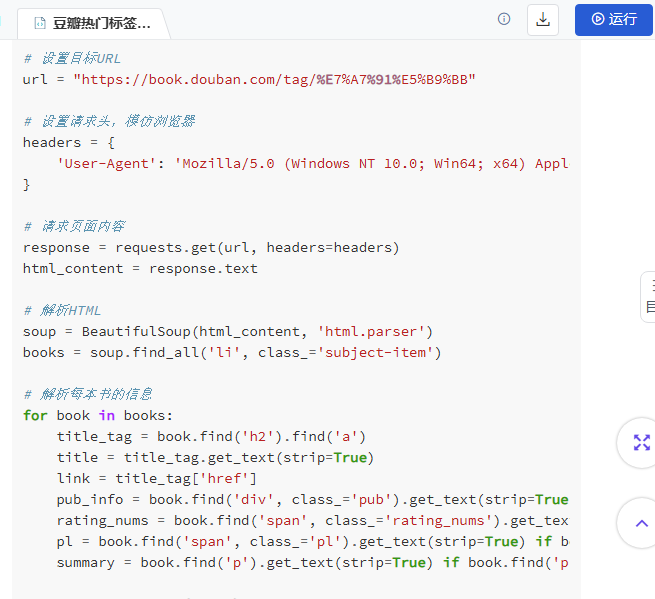 豆瓣热门标签...
运行
# 设置目标URL
url = "https://book.douban.com/tag/%E7%A7%91%E5%B9%BB"
# 设置请求头，模仿浏览器
headers = {
'User-Agent': 'Mozilla/5.0 (Windows NT 10.0; Win64; x64) Appl
}
# 请求页面内容
response = requests.get(url, headers=headers)
html_content = response.text
# 解析HTML
soup = BeautifulSoup(html_content, 'html.parser')
books = soup.find_all('li', class_='subject-item')
# 解析每本书的信息
for book in books:
title_tag = book.find('h2').find('a')
title = title_tag.get_text(strip=True)
link = title_tag['href']
pub_info = book.find('div', class_='pub').get_text(strip=True
rating_nums = book.find('span', class_='rating_nums').get_tex
pl = book.find('span', class_='pl').get_text(strip=True) if b
summary = book.find('p').get_text(strip=True) if book.find('p